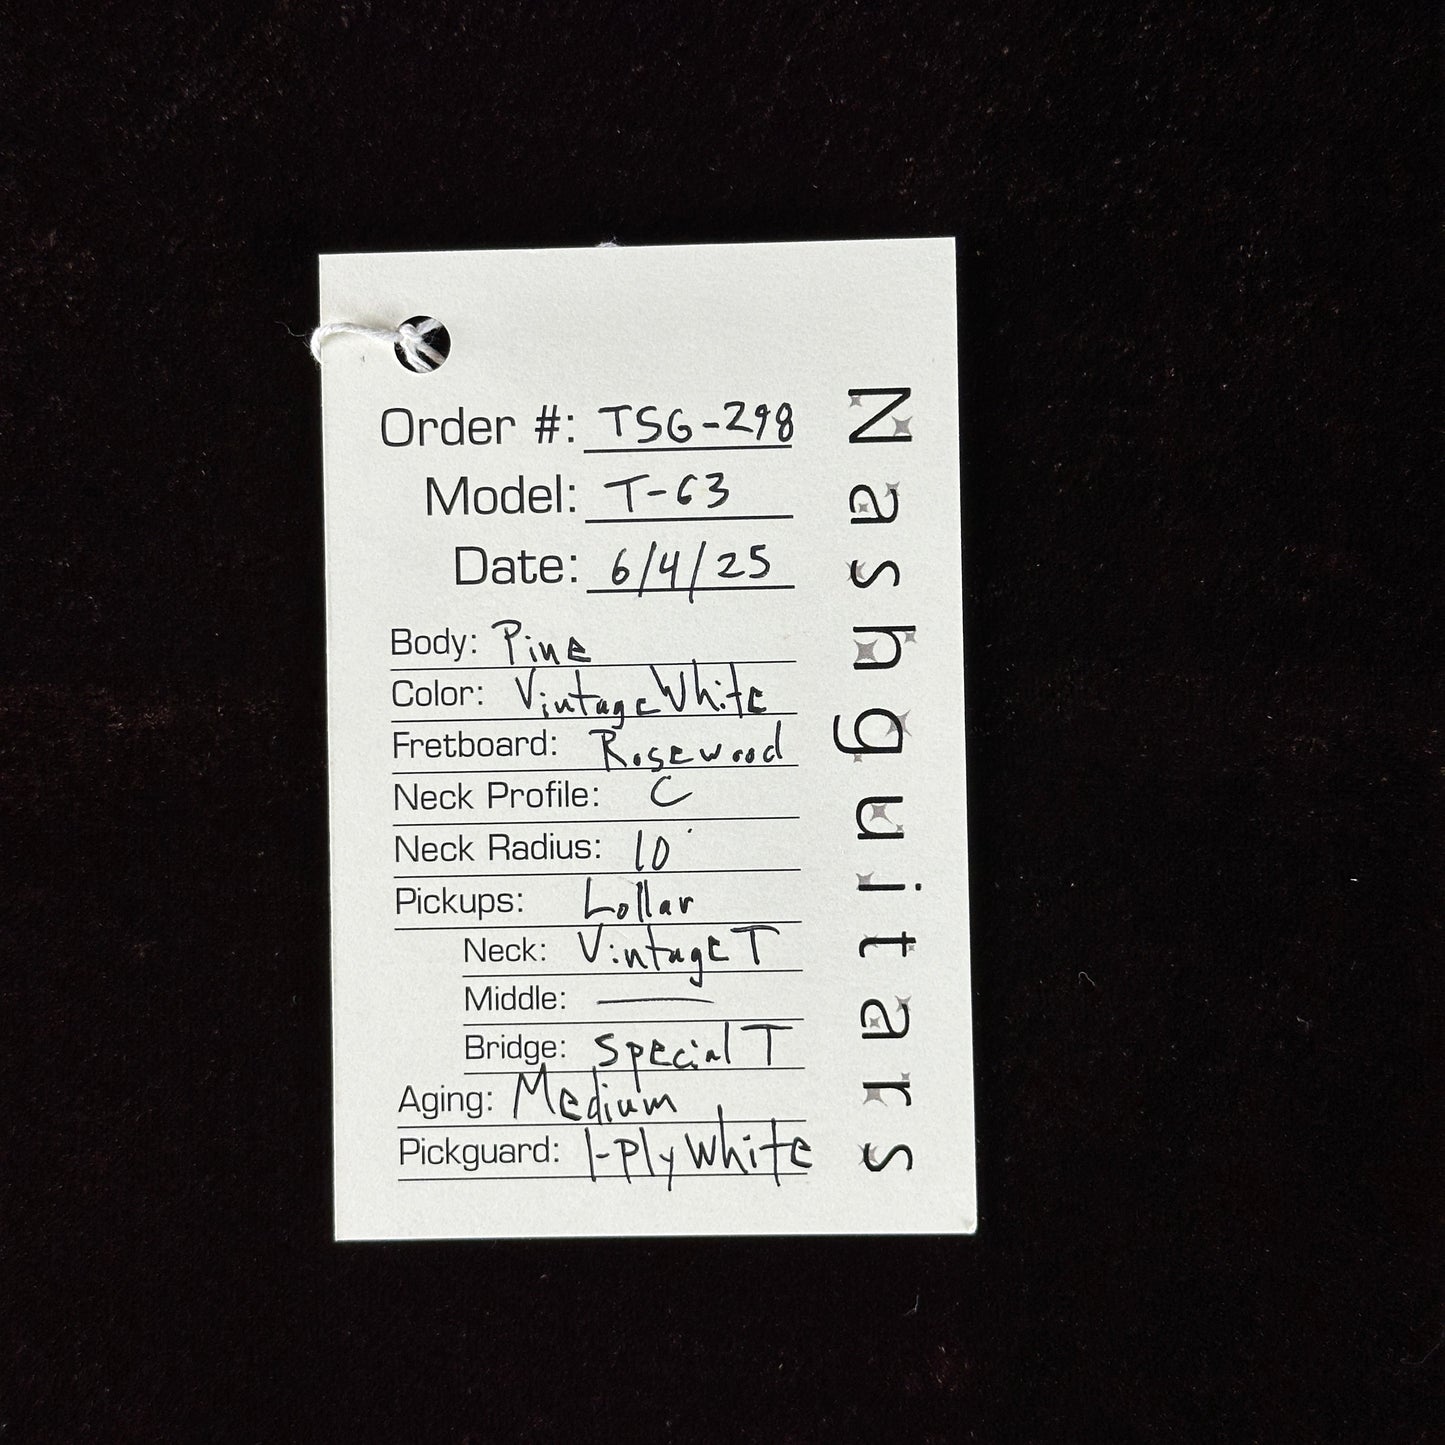 Order #: TSG-298
Model: T-63
Date: 6/4/25
Body: Pine
Color: Vintage White
Fretboard: Rosewood
Neck Profile: C
Neck Radius: 10"
Pickups: Lollar
Neck: Vintage T
Middle: —
Bridge: Special T
Aging: Medium
Pickguard: 1-Ply White
Nashguitars